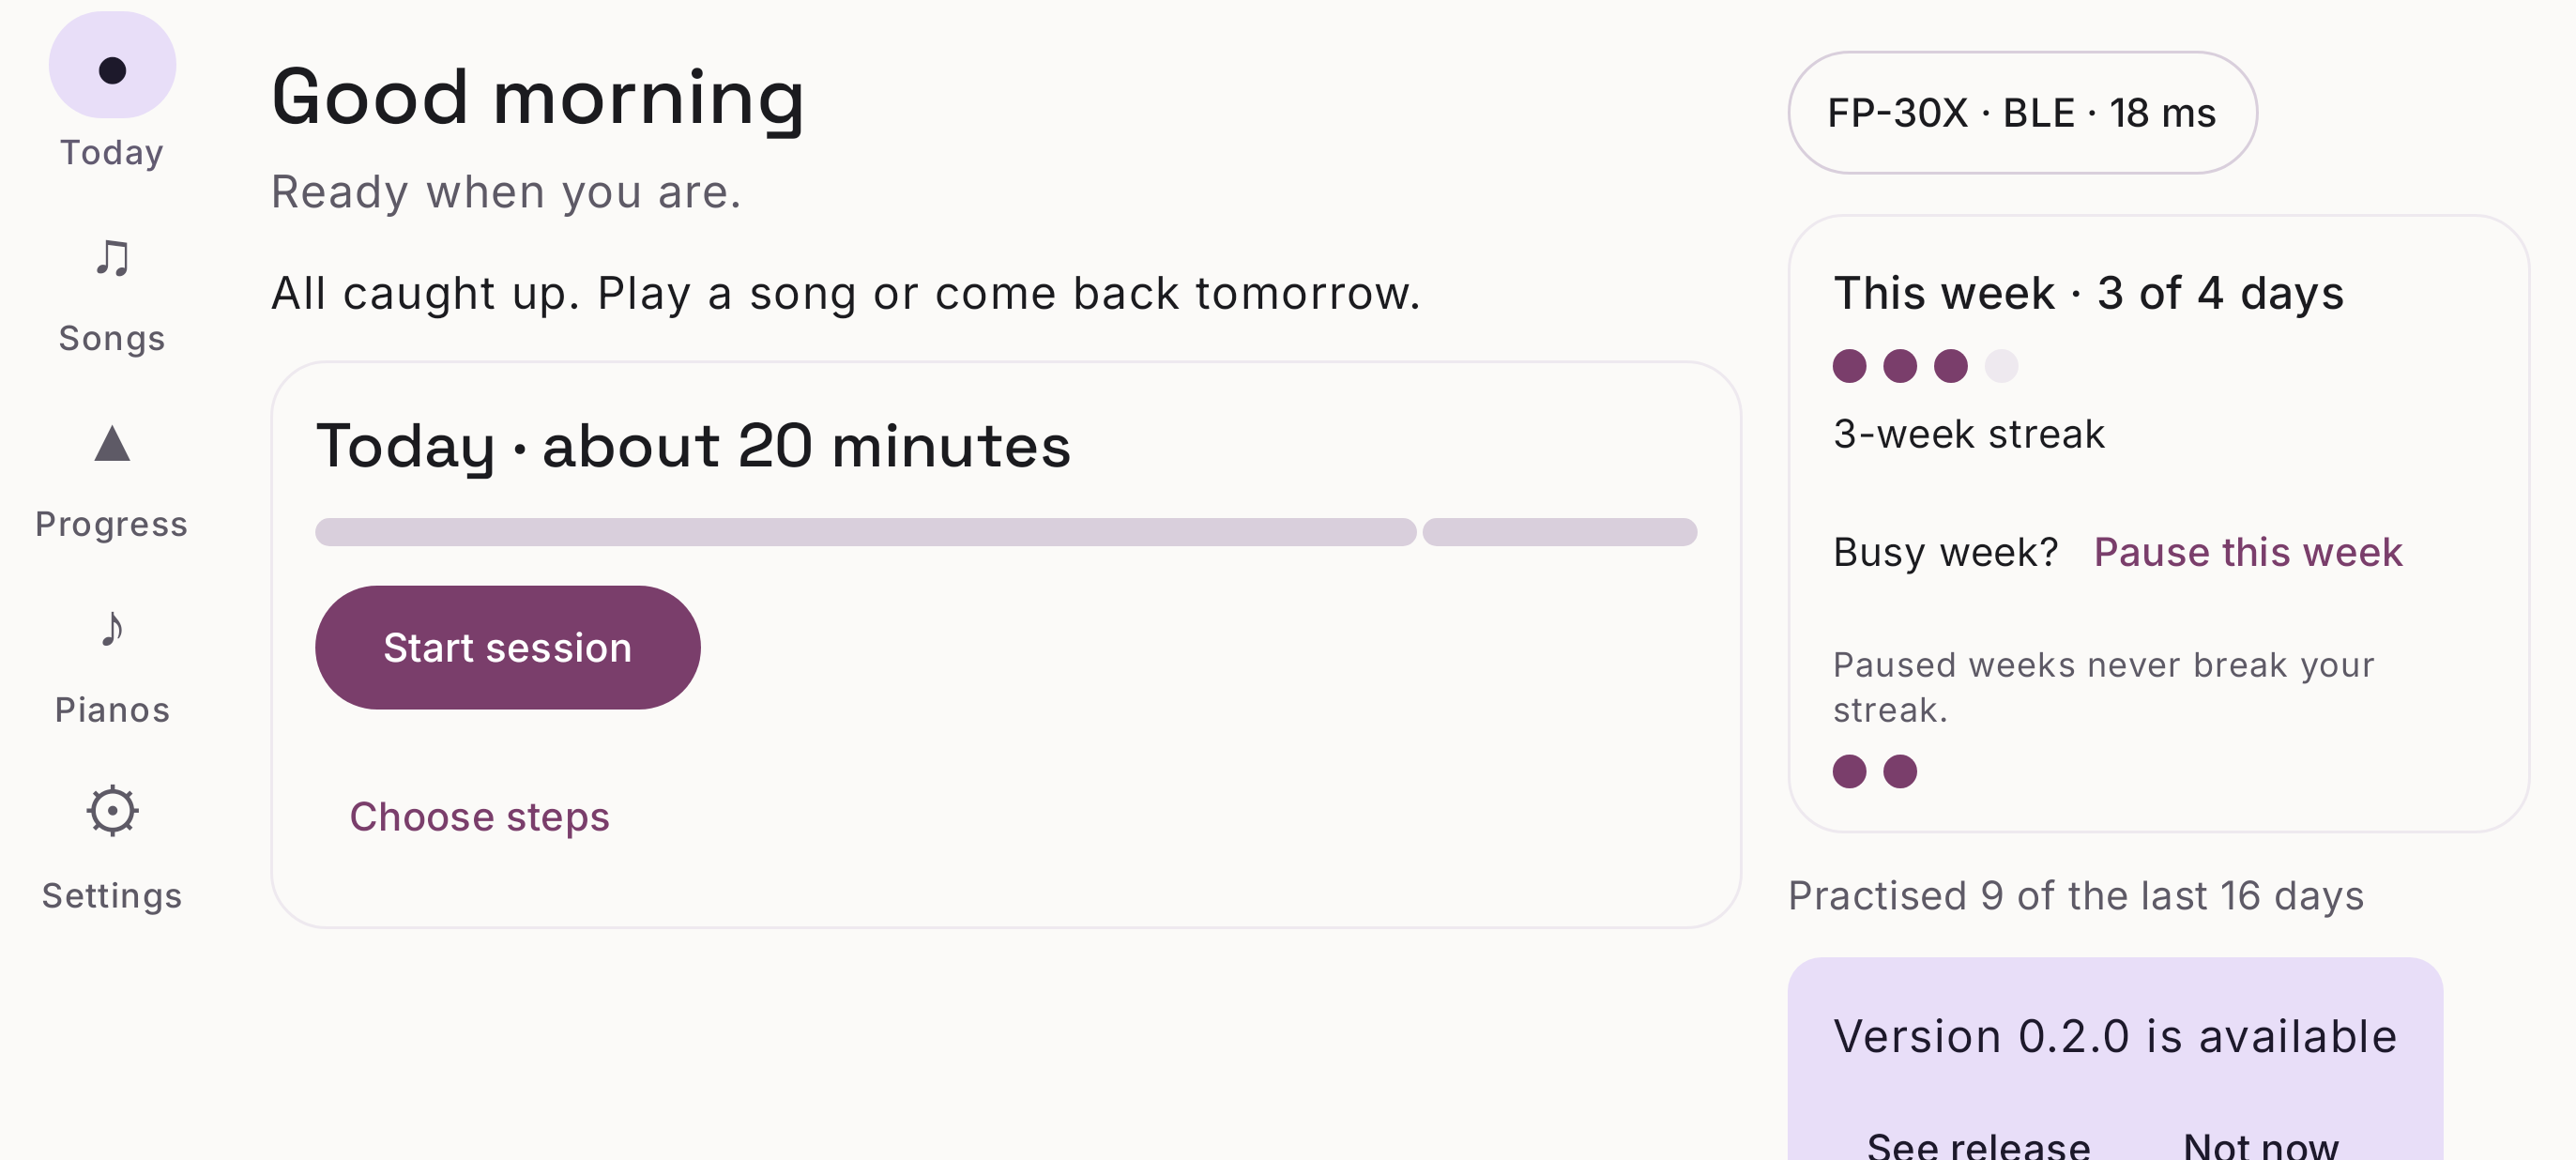 Today
Songs
Progress
Pianos
Settings
Good morning
Ready when you are.
All caught up. Play a song or come back tomorrow.
Today · about 20 minutes
Start session
Choose steps
FP-30X · BLE · 18 ms
This week · 3 of 4 days
3-week streak
Busy week? Pause this week
Paused weeks never break your
streak.
Practised 9 of the last 16 days
Version 0.2.0 is available
See release Not now